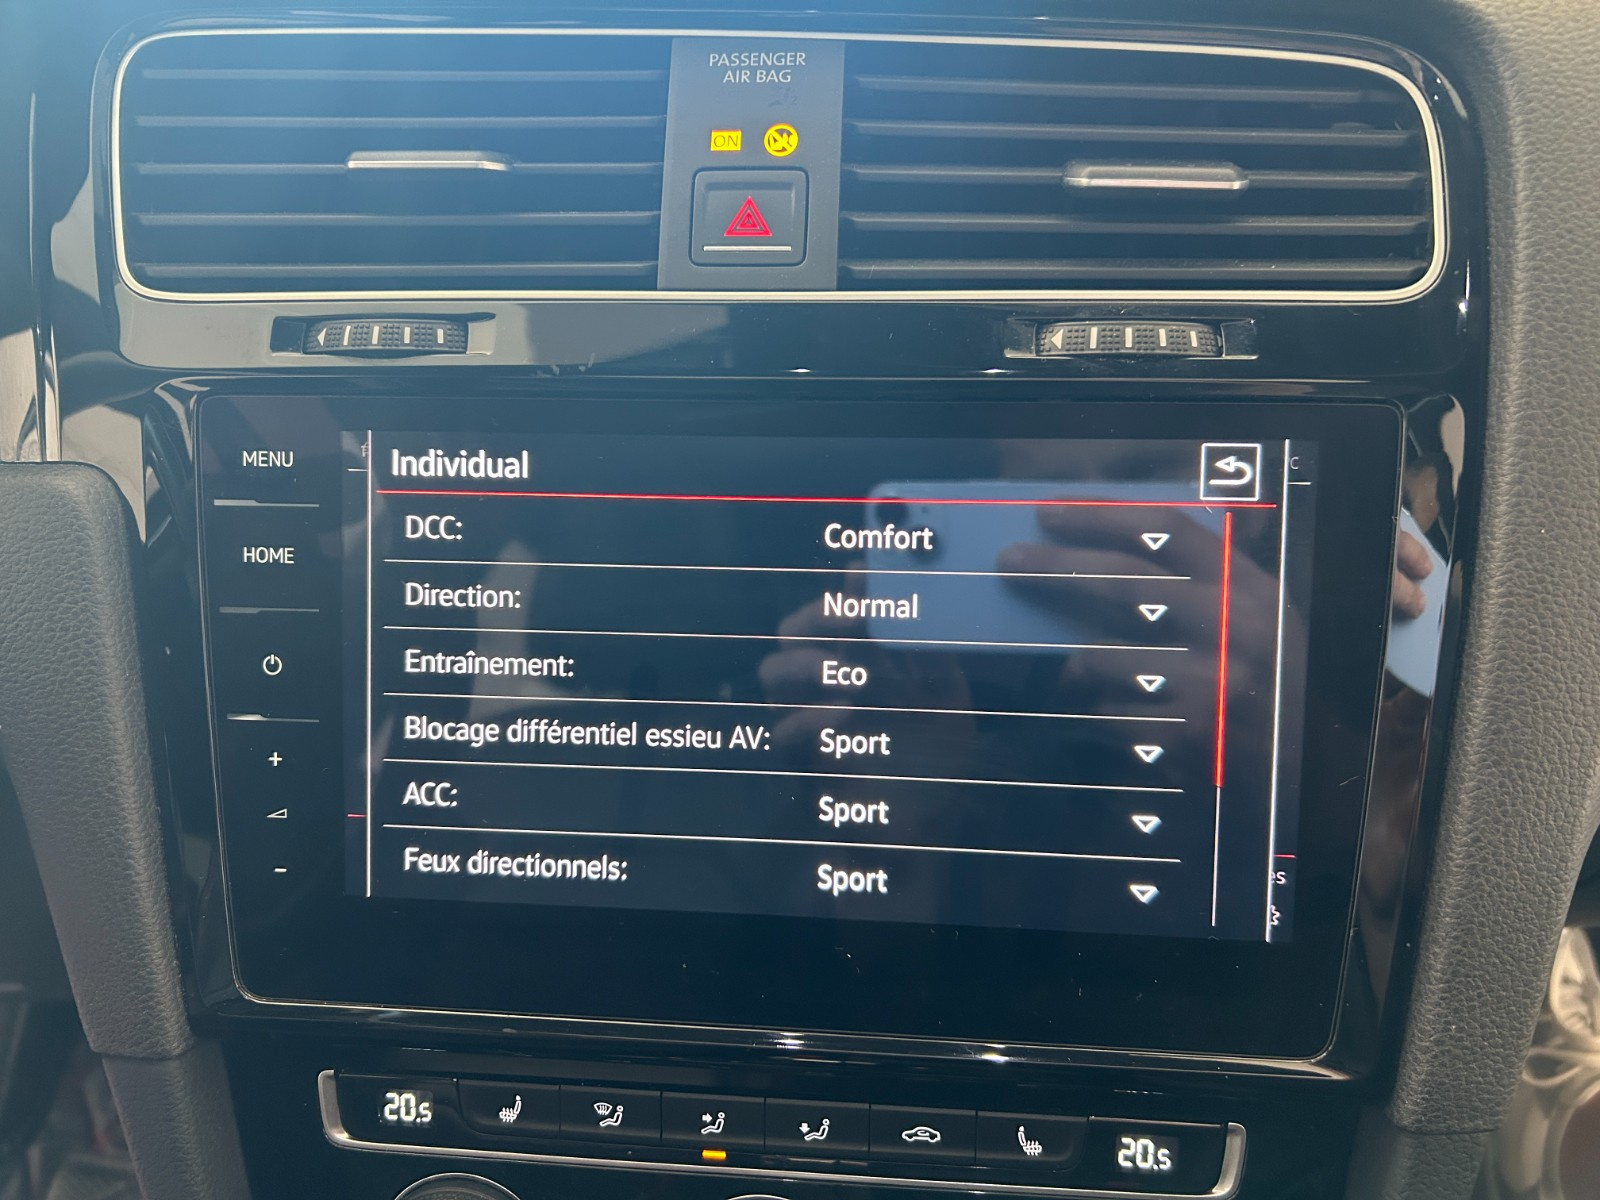 PASSENGER
AIR BAG
ON
MENU
HOME
Individual
DCC: Comfort
Direction: Normal
Entraînement: Eco
Blocage différentiel essieu AV: Sport
ACC: Sport
Feux directionnels: Sport
C
es
+
-
20.5
20.5